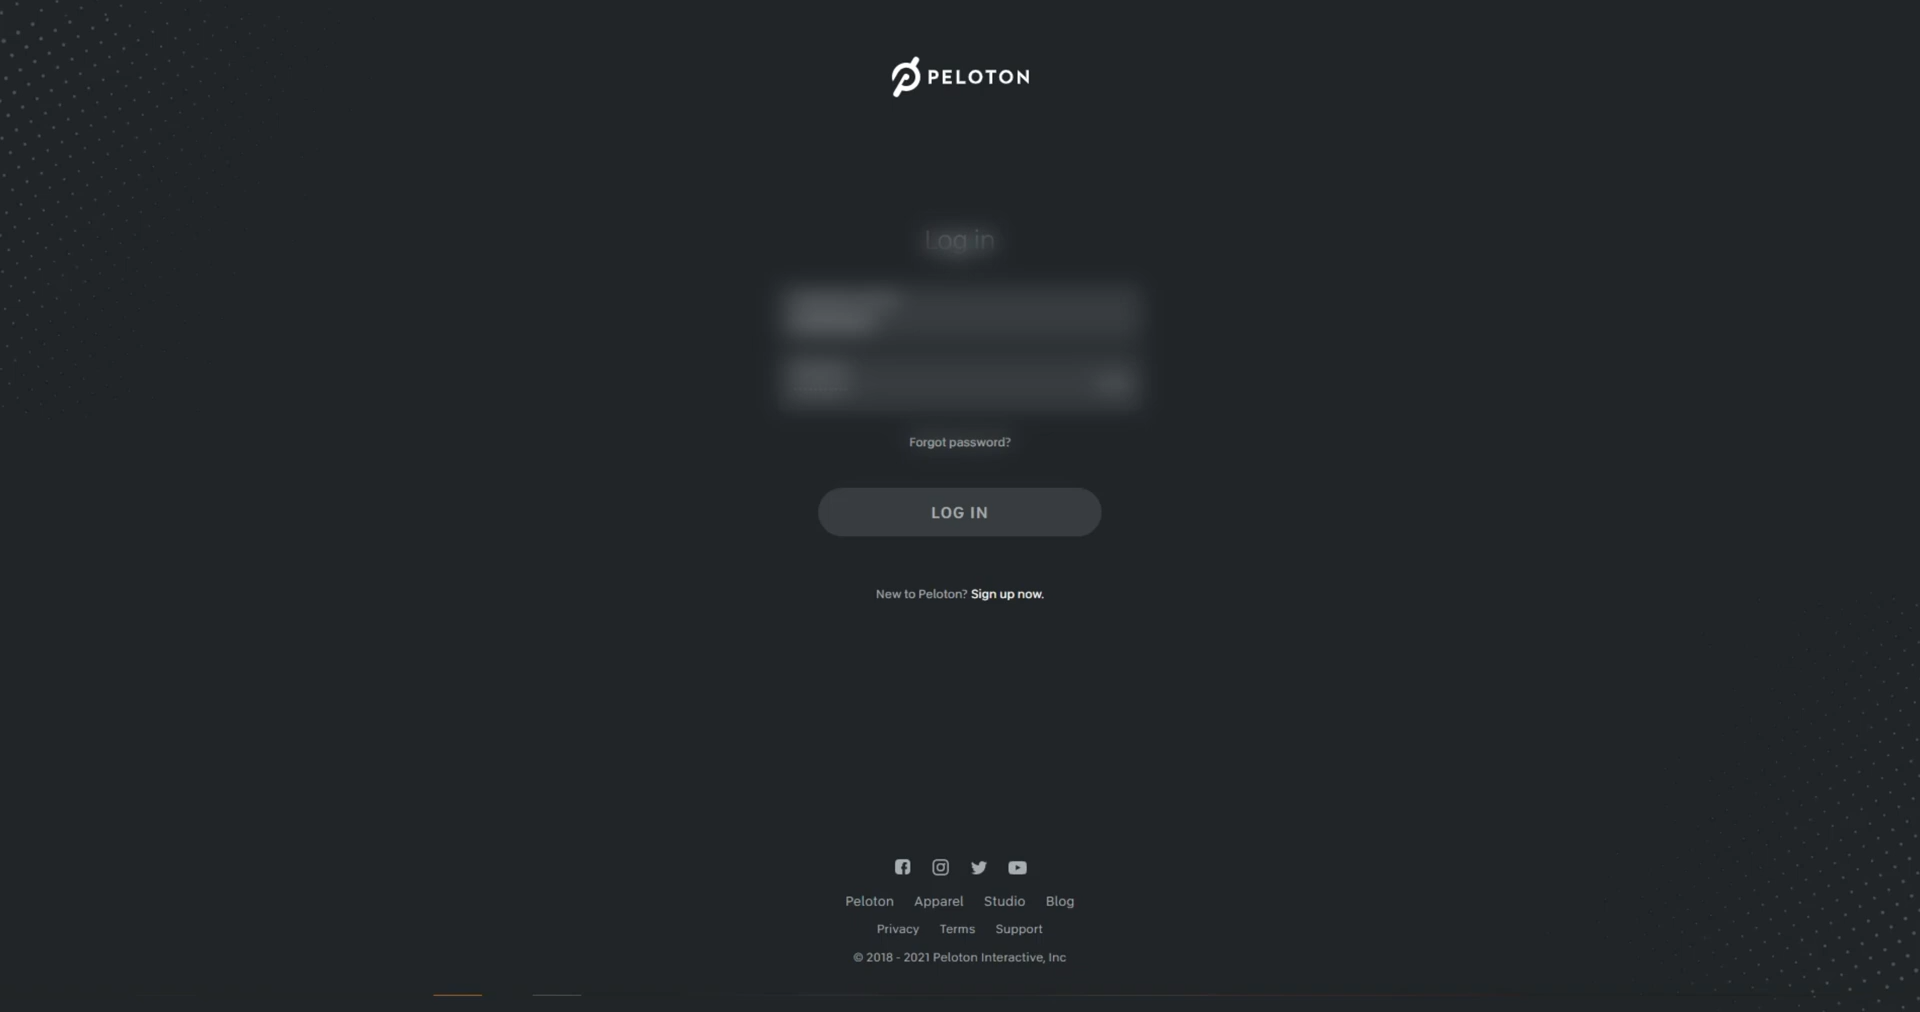 PELOTON
Log in
Forgot password?
LOG IN
New to Peloton? Sign up now.
Peloton Apparel Studio Blog
Privacy Terms Support
© 2018 - 2021 Peloton Interactive, Inc